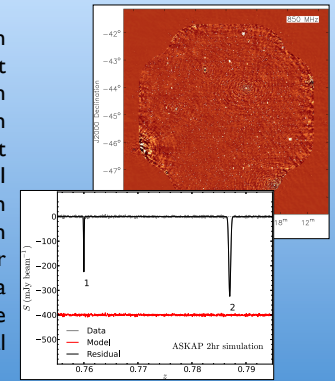 850 MHz
-42°
-43°
-44°
-45°
-46°
J2000 Declination
18m 12m
0
-100
-200
-300
-400
-500
S (mJy beam⁻¹)
1
2
Data
Model
Residual
ASKAP 2hr simulation
0.76 0.77 0.78 0.79
z